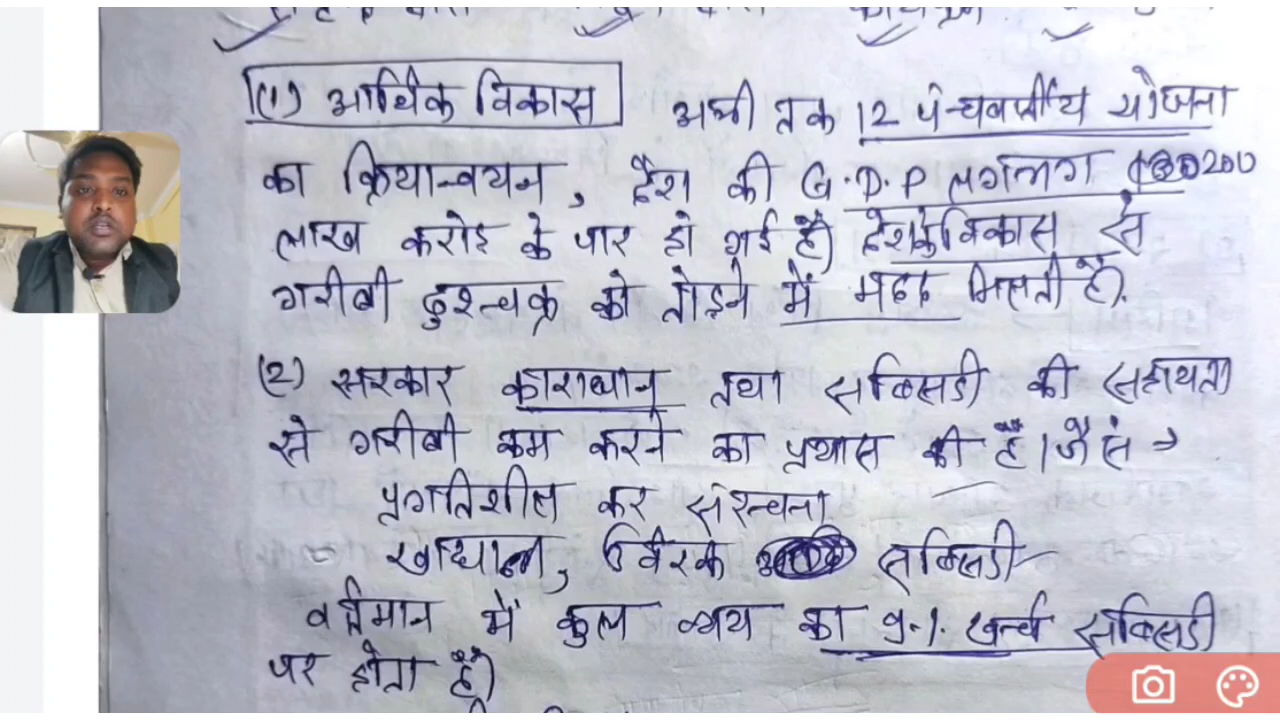 (1) आर्थिक विकास अभी तक 12 पंचवर्षीय योजना
का क्रियान्वयन, देश की G.D.P लगभग 200
लाख करोड़ के पार हो गई है) देश के विकास से
गरीबी दुश्चक्र को तोड़ने में मदद मिलती है).
(2) सरकार काराधान तथा सब्सिडी की सहायता
से गरीबी कम करने का प्रयास की है। जैसे →
प्रगतिशील कर संरचना
खाद्यान्न, उर्वरक सब्सिडी
वर्तमान में कुल व्यय का 9.1. खर्च सब्सिडी
पर होता है)